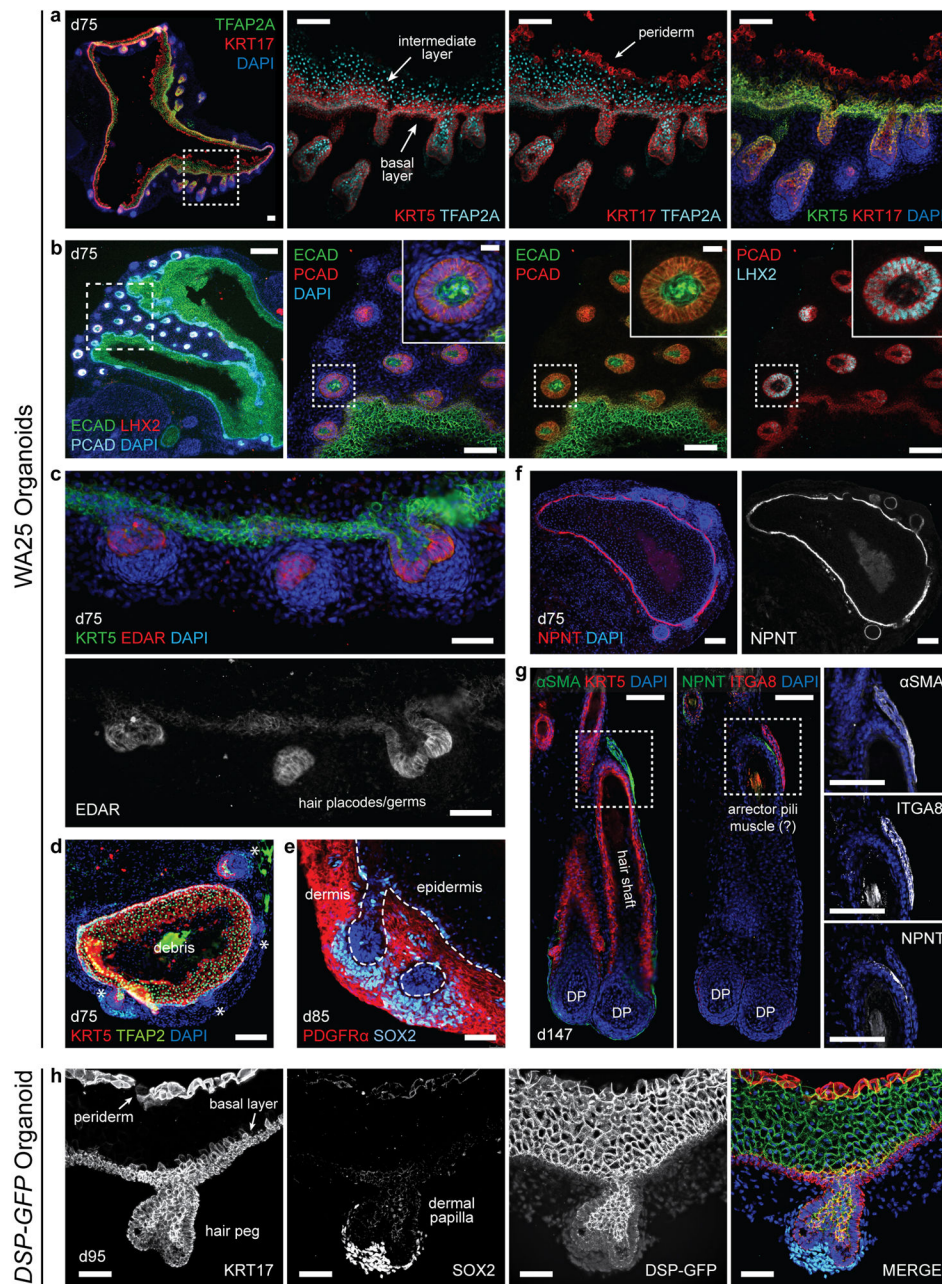 WA25 Organoids
a
d75
TFAP2A
KRT17
DAPI
intermediate
layer
basal
layer
KRT5 TFAP2A
periderm
KRT17 TFAP2A
KRT5 KRT17 DAPI
b
d75
ECAD LHX2
PCAD DAPI
ECAD
PCAD
DAPI
ECAD
PCAD
PCAD
LHX2
c
d75
KRT5 EDAR DAPI
EDAR
hair placodes/germs
f
d75
NPNT DAPI
NPNT
g
αSMA KRT5 DAPI
hair shaft
DP
DP
d147
NPNT ITGA8 DAPI
arrector pili
muscle (?)
DP
DP
αSMA
ITGA8
NPNT
d
*
*
*
*
debris
d75
KRT5 TFAP2 DAPI
e
dermis
epidermis
d85
PDGFRα SOX2
DSP-GFP Organoid
h
periderm
basal layer
hair peg
d95
KRT17
dermal
papilla
SOX2
DSP-GFP
MERGE